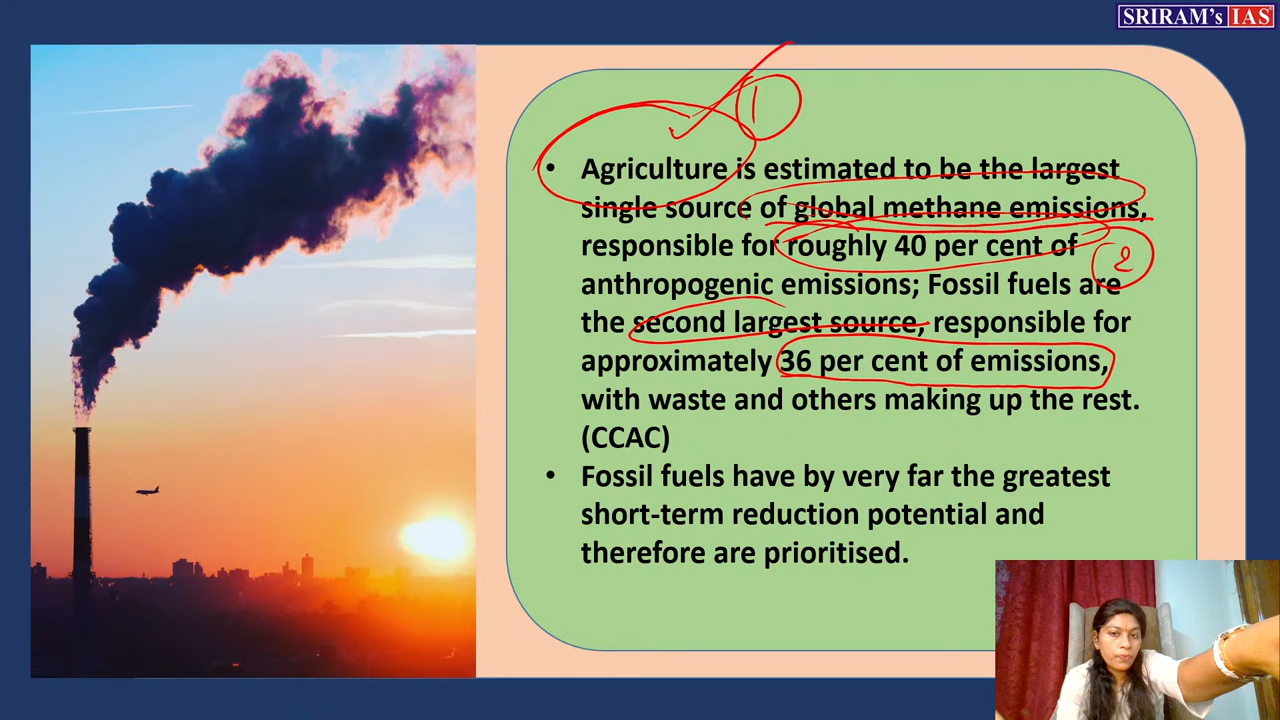 SRIRAM's IAS
1
• Agriculture is estimated to be the largest
single source of global methane emissions,
responsible for roughly 40 per cent of
2
anthropogenic emissions; Fossil fuels are
the second largest source, responsible for
approximately 36 per cent of emissions,
with waste and others making up the rest.
(CCAC)
• Fossil fuels have by very far the greatest
short-term reduction potential and
therefore are prioritised.